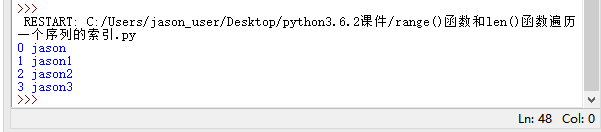 >>>
RESTART: C:/Users/jason_user/Desktop/python3.6.2课件/range()函数和len()函数遍历
一个序列的索引.py
0 jason
1 jason1
2 jason2
3 jason3
>>>
Ln: 48 Col: 0